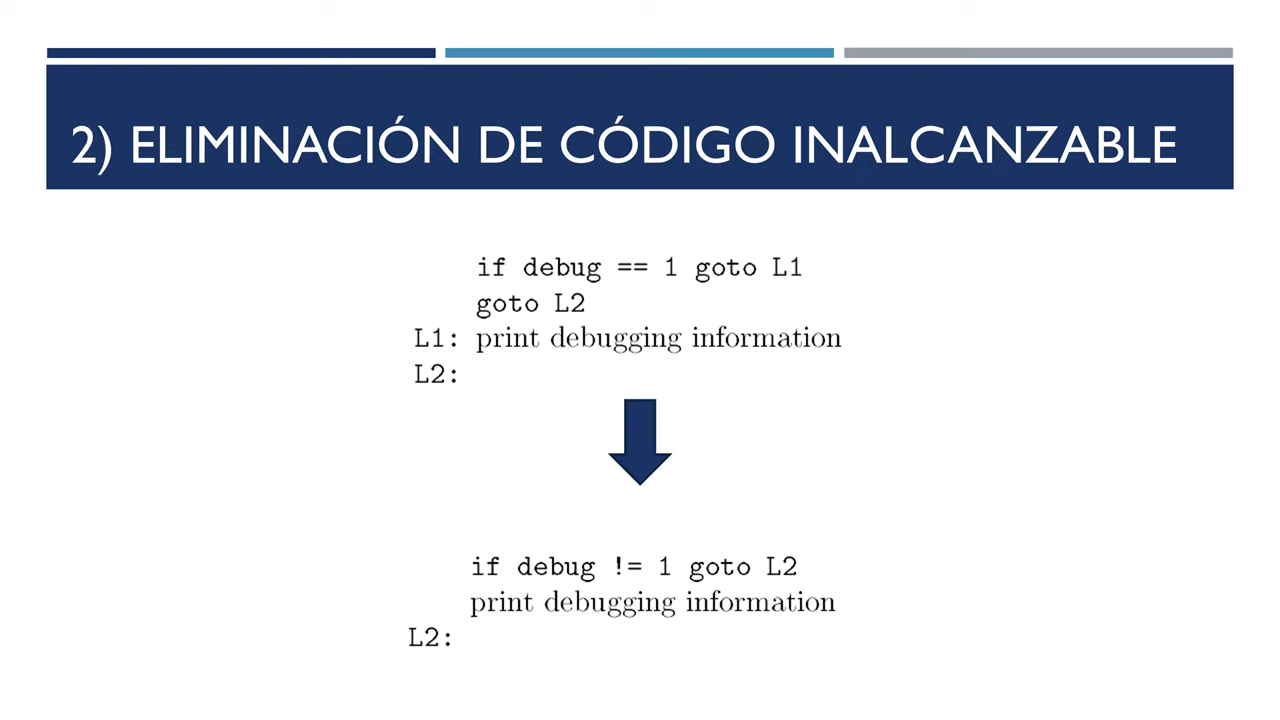 2) ELIMINACIÓN DE CÓDIGO INALCANZABLE
if debug == 1 goto L1
goto L2
L1: print debugging information
L2:
if debug != 1 goto L2
print debugging information
L2: